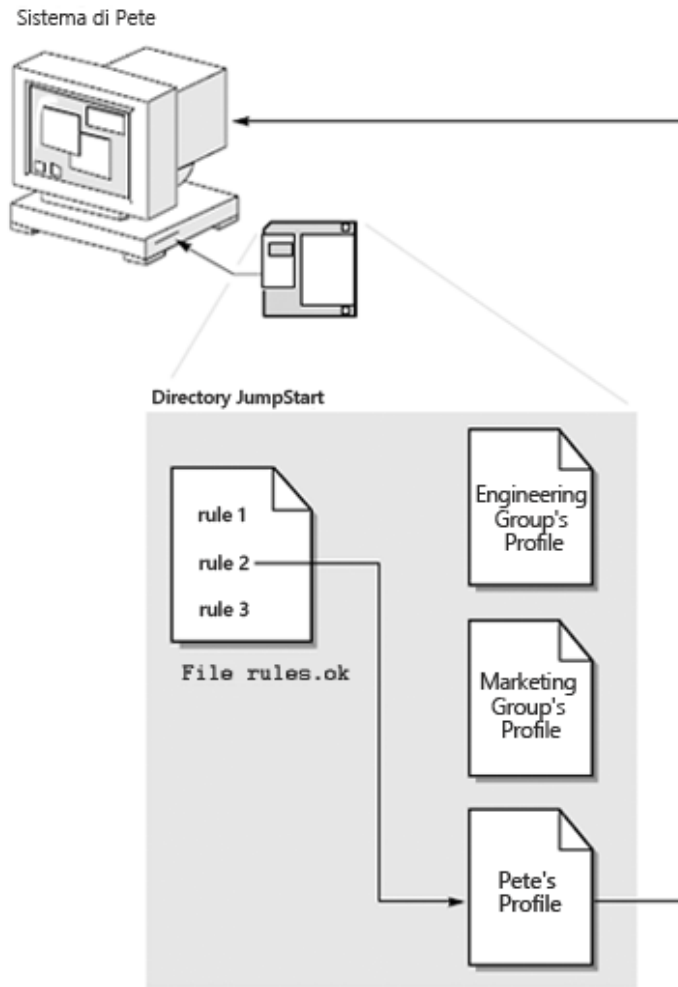 Sistema di Pete
Directory JumpStart
rule 1
rule 2
rule 3
File rules.ok
Engineering
Group's
Profile
Marketing
Group's
Profile
Pete's
Profile